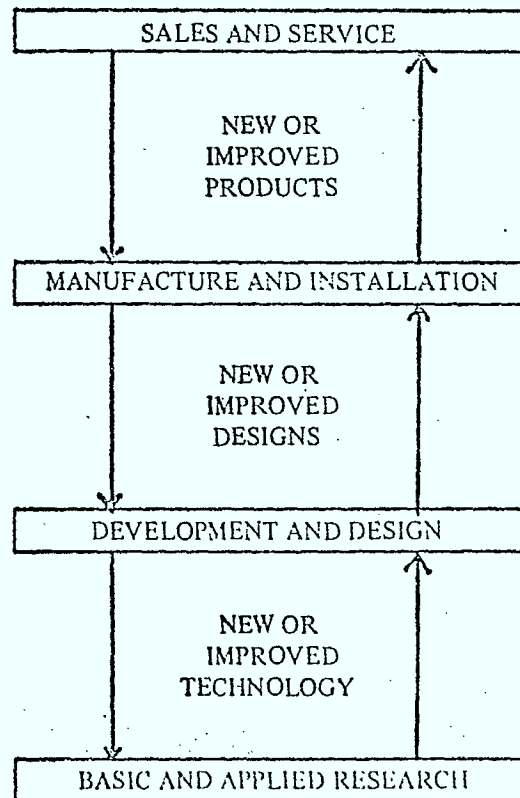 SALES AND SERVICE
NEW OR
IMPROVED
PRODUCTS
MANUFACTURE AND INSTALLATION
NEW OR
IMPROVED
DESIGNS
DEVELOPMENT AND DESIGN
NEW OR
IMPROVED
TECHNOLOGY
BASIC AND APPLIED RESEARCH